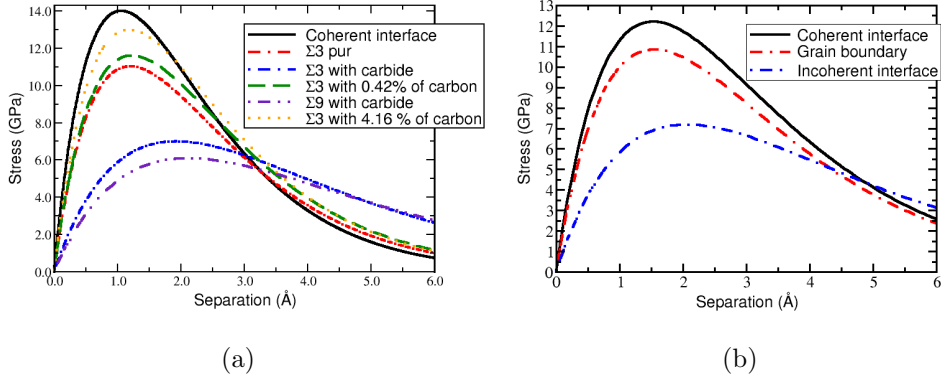 14.0
12.0
10.0
8.0
6.0
4.0
2.0
0.0
Stress (GPa)
0.0 1.0 2.0 3.0 4.0 5.0 6.0
Separation (Å)
Coherent interface
Σ3 pur
Σ3 with carbide
Σ3 with 0.42% of carbon
Σ9 with carbide
Σ3 with 4.16 % of carbon
(a)
13
12
11
10
9
8
7
6
5
4
3
2
1
0
Stress (GPa)
0 1 2 3 4 5 6
Separation (Å)
Coherent interface
Grain boundary
Incoherent interface
(b)